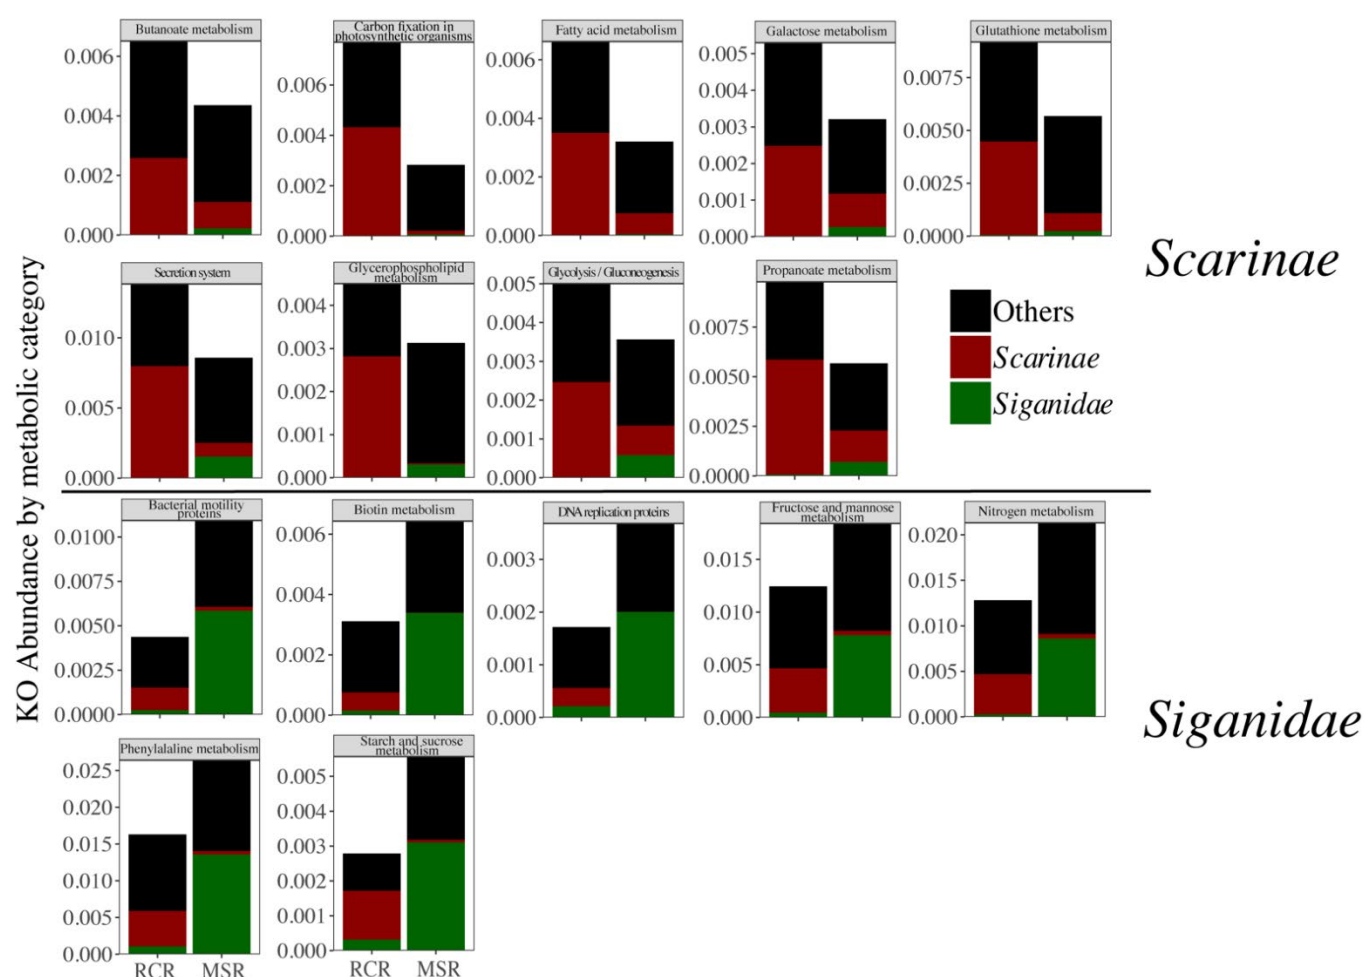 KO Abundance by metabolic category
Butanoate metabolism
0.006
0.004
0.002
0.000
Carbon fixation in
photosynthetic organisms
0.006
0.004
0.002
0.000
Fatty acid metabolism
0.006
0.004
0.002
0.000
Galactose metabolism
0.005
0.004
0.003
0.002
0.001
0.000
Glutathione metabolism
0.0075
0.0050
0.0025
0.0000
Scarinae
Secretion system
0.010
0.005
0.000
Glycerophospholipid
metabolism
0.004
0.003
0.002
0.001
0.000
Glycolysis / Gluconeogenesis
0.005
0.004
0.003
0.002
0.001
0.000
Propanoate metabolism
0.0075
0.0050
0.0025
0.000
Others
Scarinae
Siganidae
Bacterial motility
proteins
0.0100
0.0075
0.0050
0.0025
0.0000
Biotin metabolism
0.006
0.004
0.002
0.000
DNA replication proteins
0.003
0.002
0.001
0.000
Fructose and mannose
metabolism
0.015
0.010
0.005
0.000
Nitrogen metabolism
0.020
0.015
0.010
0.005
0.000
Siganidae
Phenylalaline metabolism
0.025
0.020
0.015
0.010
0.005
0.000
RCR MSR
Starch and sucrose
metabolism
0.005
0.004
0.003
0.002
0.001
0.000
RCR MSR